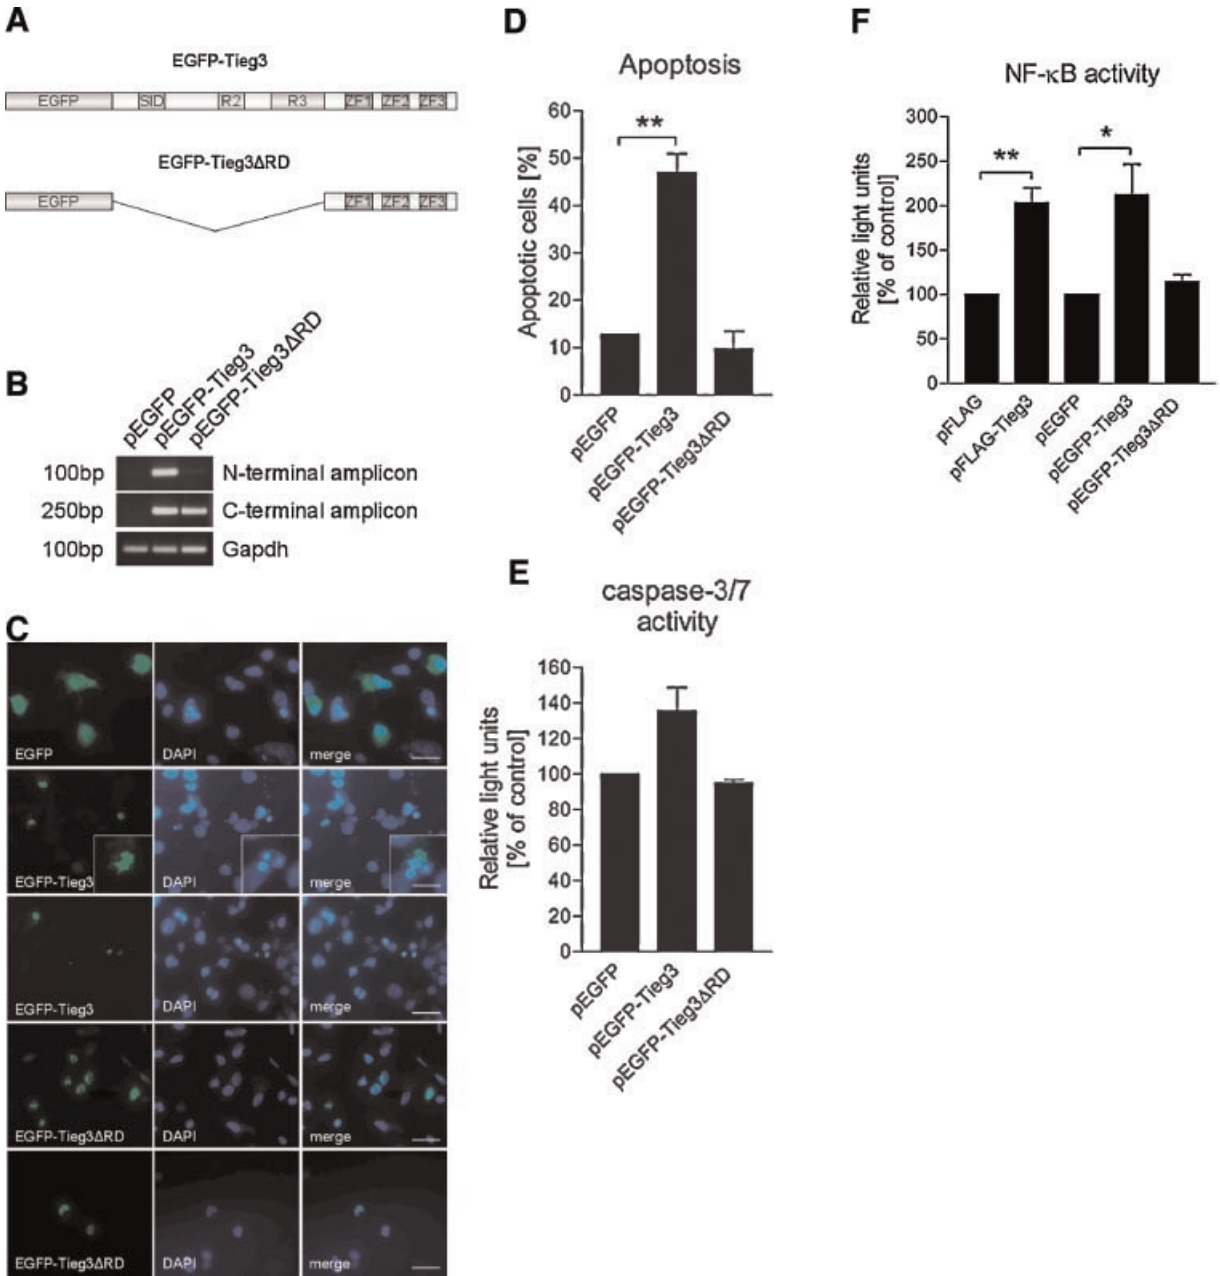 A
EGFP-Tieg3
EGFP SID R2 R3 ZF1 ZF2 ZF3
EGFP-Tieg3ΔRD
EGFP ZF1 ZF2 ZF3
B
pEGFP
pEGFP-Tieg3
pEGFP-Tieg3ΔRD
100bp N-terminal amplicon
250bp C-terminal amplicon
100bp Gapdh
C
EGFP DAPI merge
EGFP-Tieg3 DAPI merge
EGFP-Tieg3 DAPI merge
EGFP-Tieg3ΔRD DAPI merge
EGFP-Tieg3ΔRD DAPI merge
D
Apoptosis
Apoptotic cells [%]
60
50
40
30
20
10
0
**
pEGFP
pEGFP-Tieg3
pEGFP-Tieg3ΔRD
E
caspase-3/7
activity
Relative light units
[% of control]
160
140
120
100
80
60
40
20
0
pEGFP
pEGFP-Tieg3
pEGFP-Tieg3ΔRD
F
NF-κB activity
Relative light units
[% of control]
300
250
200
150
100
50
0
**
*
pFLAG
pFLAG-Tieg3
pEGFP
pEGFP-Tieg3
pEGFP-Tieg3ΔRD